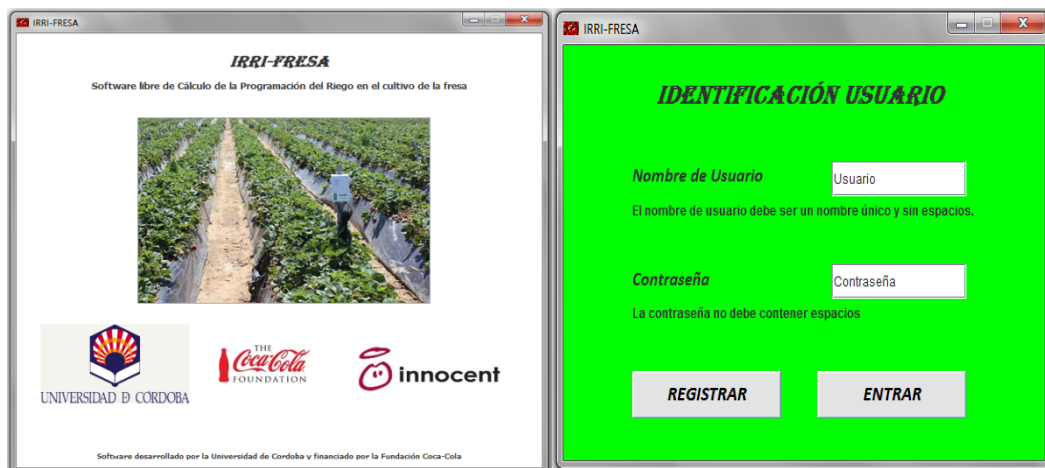 IRRI-FRESA
IRRI-FRESA
Software libre de Cálculo de la Programación del Riego en el cultivo de la fresa
UNIVERSIDAD Ð CORDOBA
THE
Coca-Cola
FOUNDATION
innocent
Software desarrollado por la Universidad de Cordoba y financiado por la Fundación Coca-Cola
IRRI-FRESA
IDENTIFICACIÓN USUARIO
Nombre de Usuario
Usuario
El nombre de usuario debe ser un nombre único y sin espacios.
Contraseña
Contraseña
La contraseña no debe contener espacios
REGISTRAR
ENTRAR